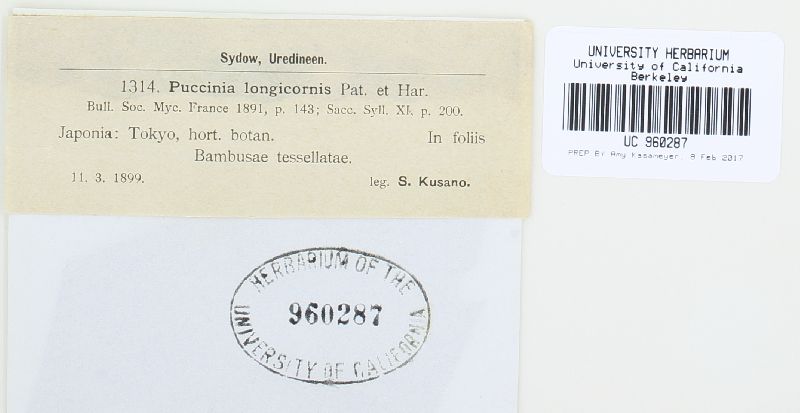 Sydow, Uredineen.
1314. Puccinia longicornis Pat. et Har.
Bull. Soc. Myc. France 1891, p. 143; Sacc. Syll. XI. p. 200.
Japonia: Tokyo, hort. botan. In foliis
Bambusae tessellatae.
11. 3. 1899. leg. S. Kusano.
UNIVERSITY HERBARIUM
University of California
Berkeley
UC 960287
PREP BY Amy Kasameyer, 9 Feb 2017
HERBARIUM OF THE
960287
UNIVERSITY OF CALIFORNIA